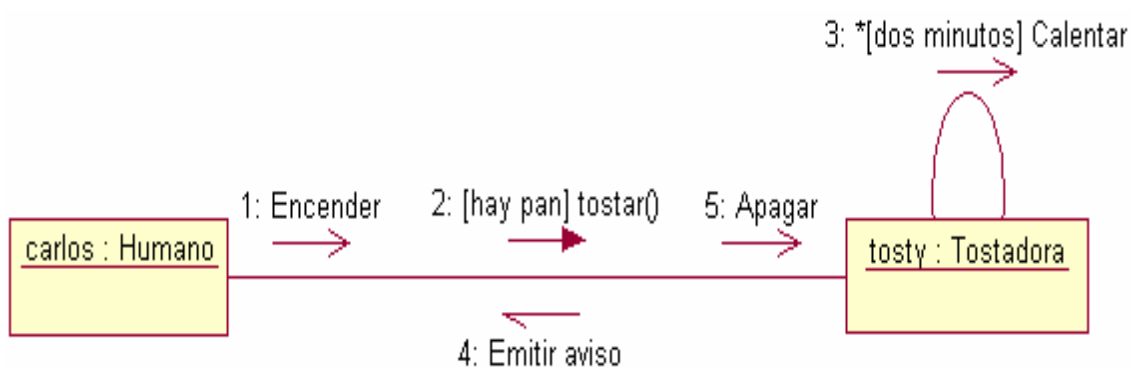 3: *[dos minutos] Calentar
1: Encender
2: [hay pan] tostar()
5: Apagar
carlos : Humano
tosty : Tostadora
4: Emitir aviso